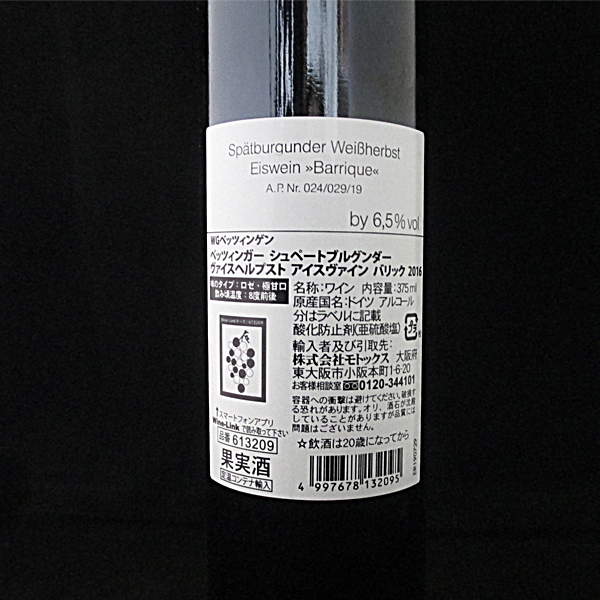 Spätburgunder Weißherbst
Eiswein »Barrique«
A.P. Nr. 024/029/19
by 6,5% vol
WGベッツィンゲン
ベッツィンガー シュペートブルグンダー
ヴァイスヘルブスト アイスヴァイン バリック 2016
味のタイプ:ロゼ・極甘口
飲み頃温度:8度前後
名称:ワイン 内容量:375ml
原産国名:ドイツ アルコール
分はラベルに記載
酸化防止剤(亜硫酸塩)
輸入者及び引取先:
株式会社モトックス 大阪府
東大阪市小阪本町1-6-20
お客様相談室 0120-344101
容器への衝撃は避けてください。破損す
る恐れがあります。オリ、酒石が沈殿
していることがありますが品質には
問題はございません。
☆飲酒は20歳になってから
スマートフォンアプリ
Wine-Linkで読み取って下さい
品番 613209
果実酒
定温コンテナ輸入
4 997678 132095
ER190729